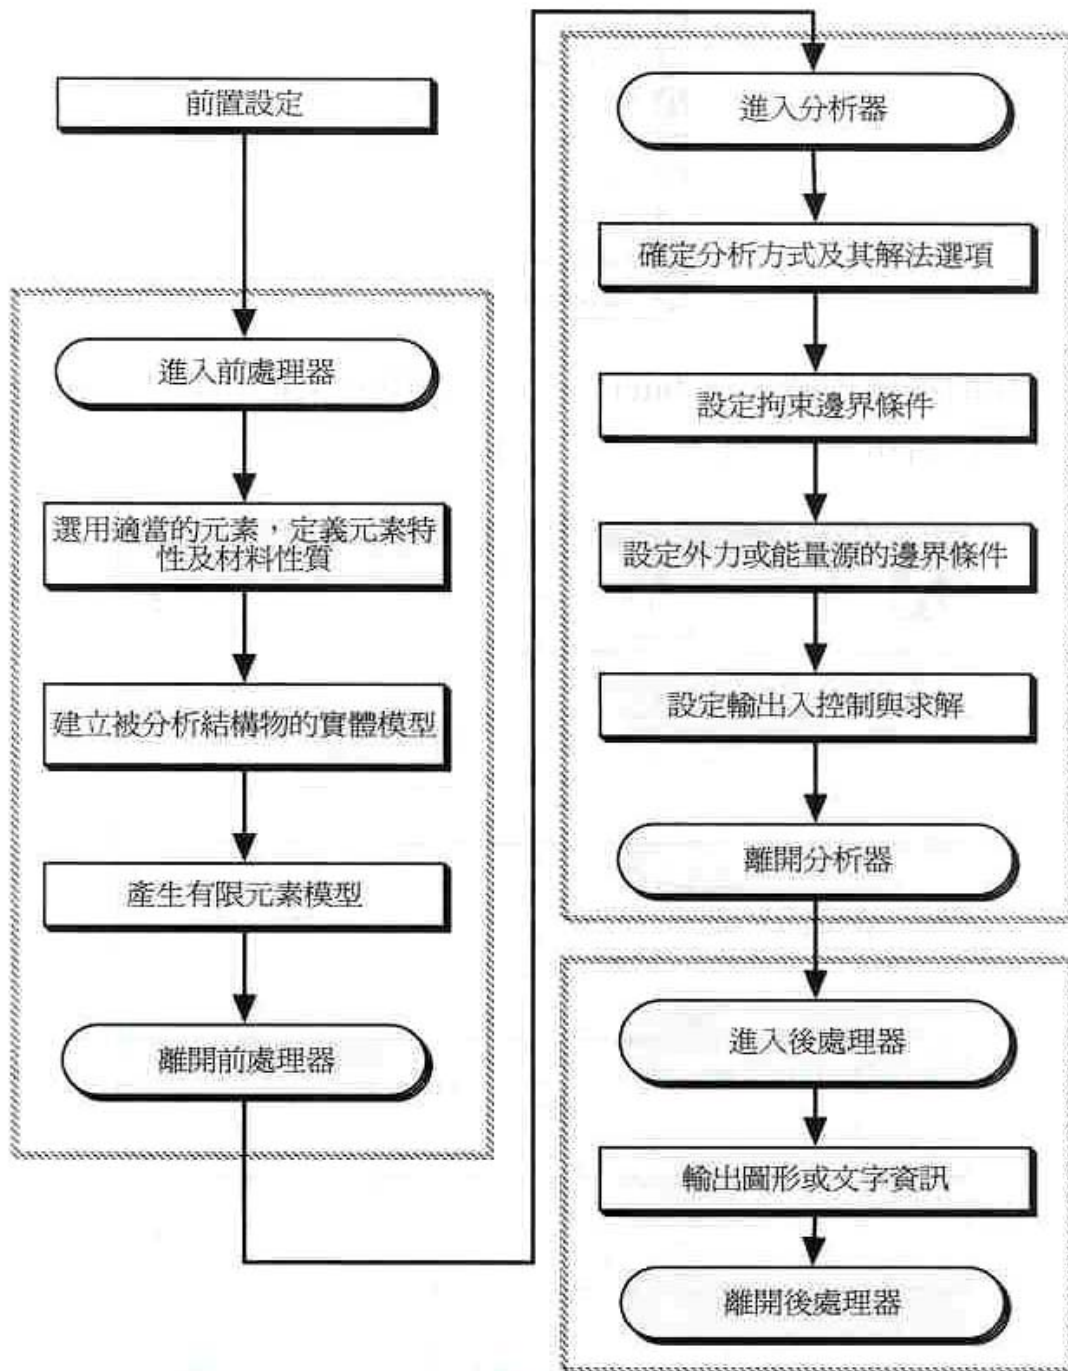 前置設定
進入前處理器
選用適當的元素，定義元素特
性及材料性質
建立被分析結構物的實體模型
產生有限元素模型
離開前處理器
進入分析器
確定分析方式及其解法選項
設定拘束邊界條件
設定外力或能量源的邊界條件
設定輸出入控制與求解
離開分析器
進入後處理器
輸出圖形或文字資訊
離開後處理器